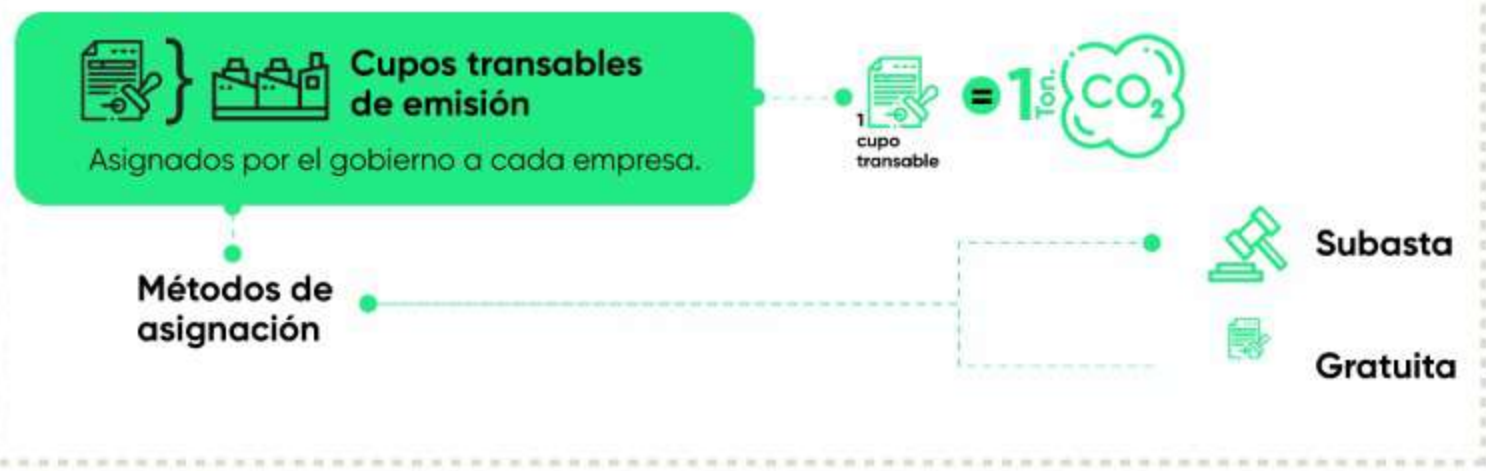 Cupos transables
de emisión
Asignados por el gobierno a cada empresa.
1
cupo
transable
= 1 Ton. CO₂
Métodos de
asignación
Subasta
Gratuita